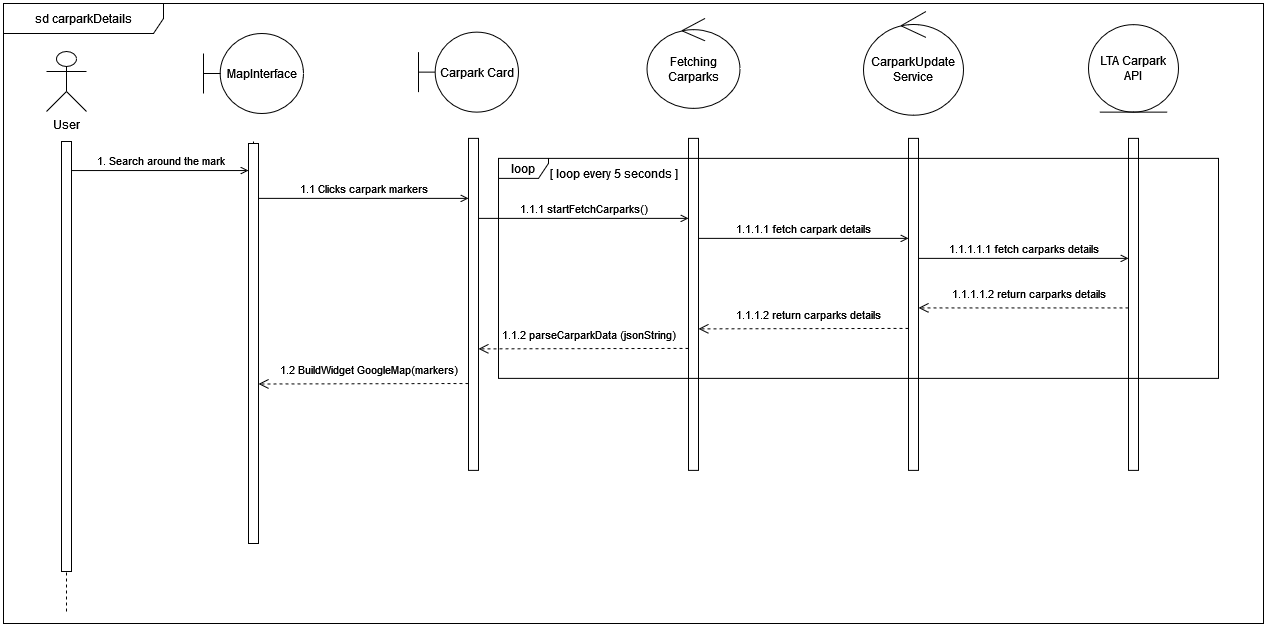 sd carparkDetails
MapInterface
Carpark Card
Fetching
Carparks
CarparkUpdate
Service
LTA Carpark
API
User
1. Search around the mark
loop
[ loop every 5 seconds ]
1.1 Clicks carpark markers
1.1.1 startFetchCarparks()
1.1.1.1 fetch carpark details
1.1.1.1.1 fetch carparks details
1.1.1.1.2 return carparks details
1.1.1.2 return carparks details
1.1.2 parseCarparkData (jsonString)
1.2 BuildWidget GoogleMap(markers)